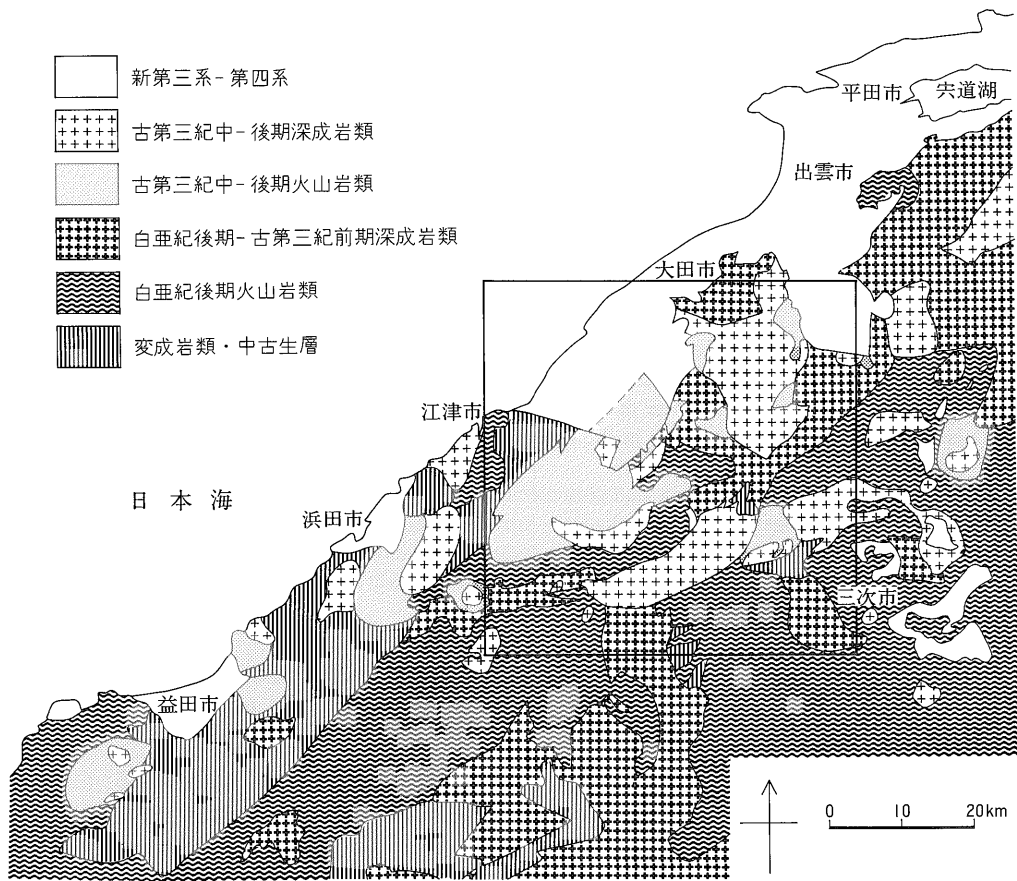 新第三系-第四系
古第三紀中-後期深成岩類
古第三紀中-後期火山岩類
白亜紀後期-古第三紀前期深成岩類
白亜紀後期火山岩類
変成岩類・中古生層
平田市
宍道湖
出雲市
大田市
江津市
日本海
浜田市
三次市
益田市
0 10 20km